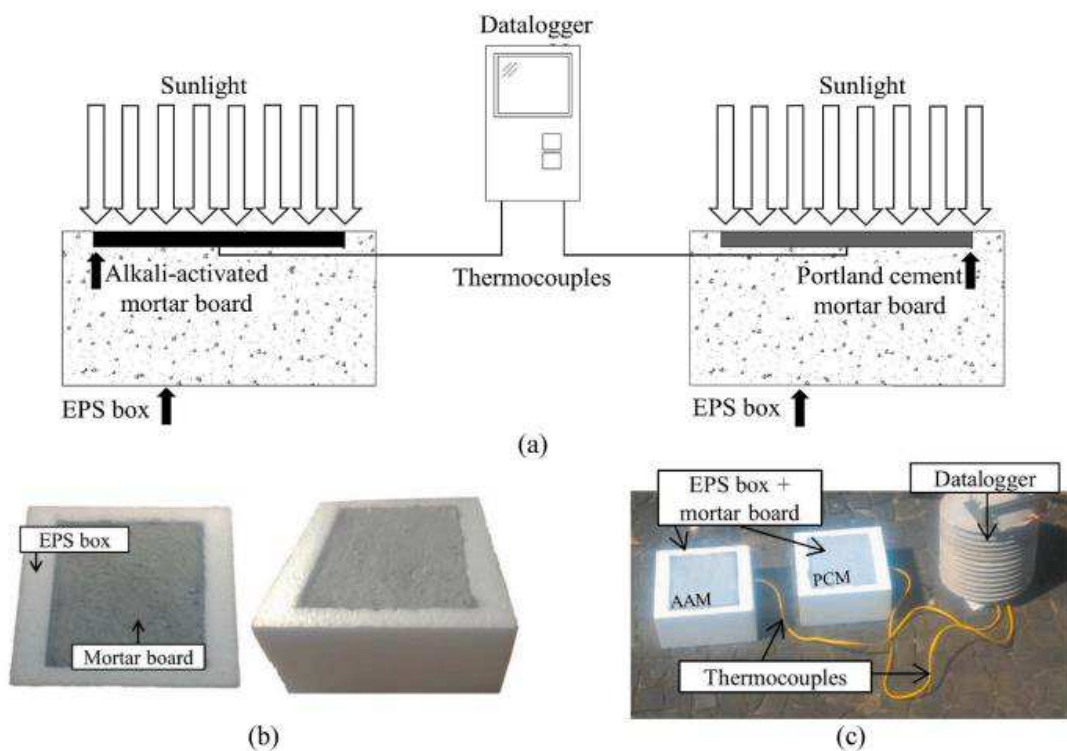 Datalogger
Sunlight
Sunlight
Alkali-activated
mortar board
Thermocouples
Portland cement
mortar board
EPS box
EPS box
(a)
EPS box
Mortar board
(b)
EPS box +
mortar board
Datalogger
AAM
PCM
Thermocouples
(c)